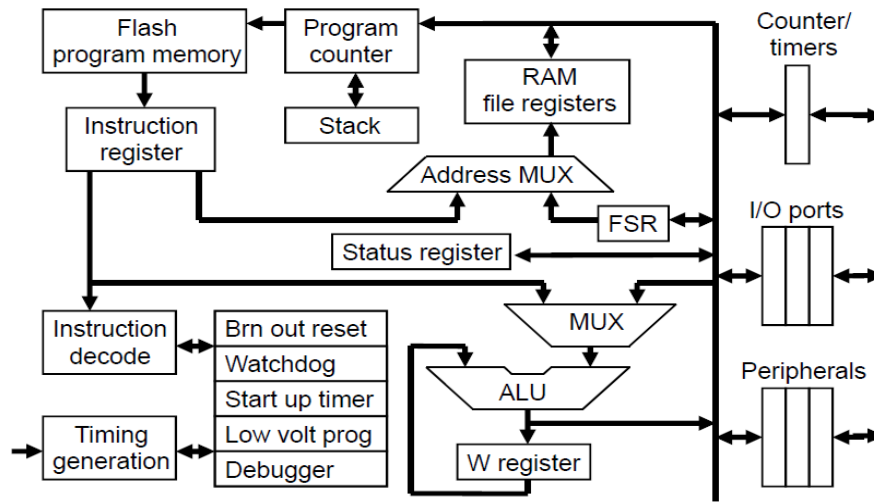 Flash
program memory
Program
counter
Counter/
timers
RAM
file registers
Instruction
register
Stack
Address MUX
I/O ports
FSR
Status register
MUX
Instruction
decode
Brn out reset
Watchdog
Start up timer
Low volt prog
Debugger
Peripherals
ALU
Timing
generation
W register